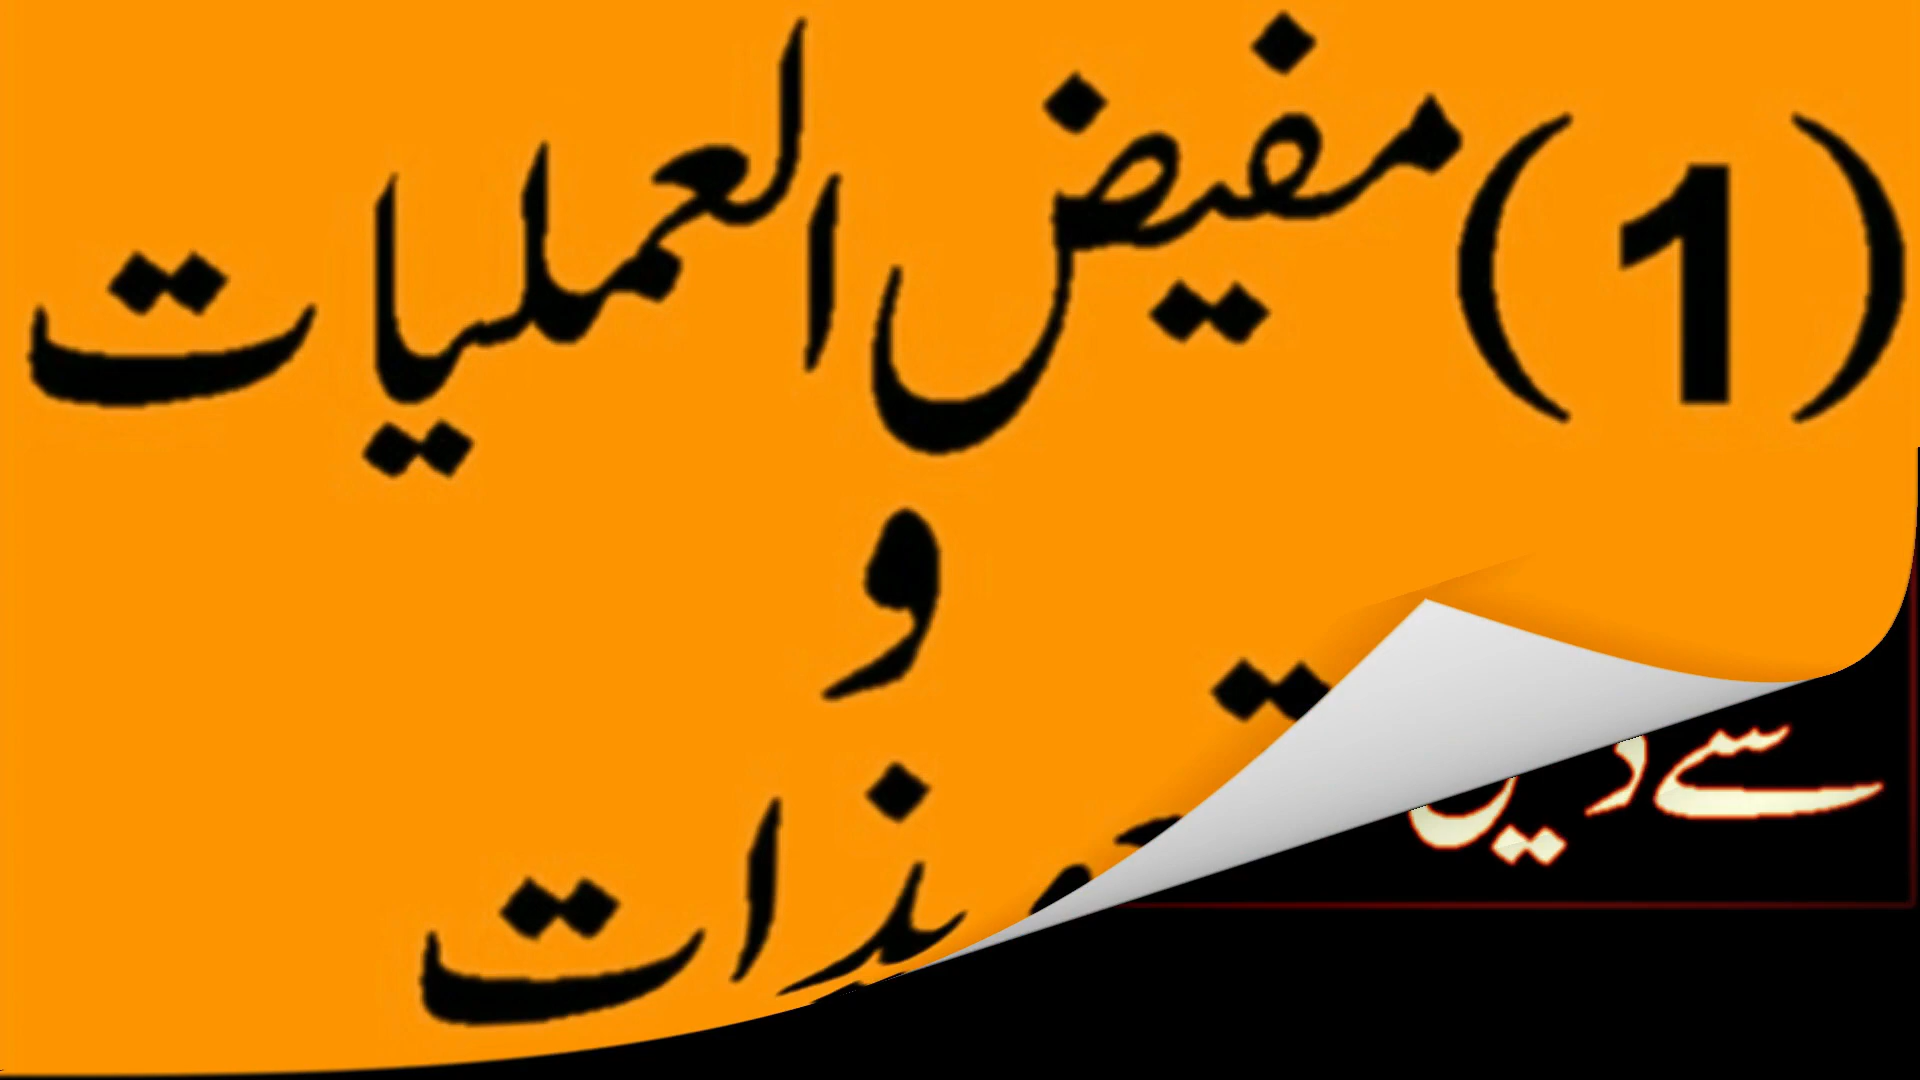 (1) مفیض العملیات
و
سے دیں